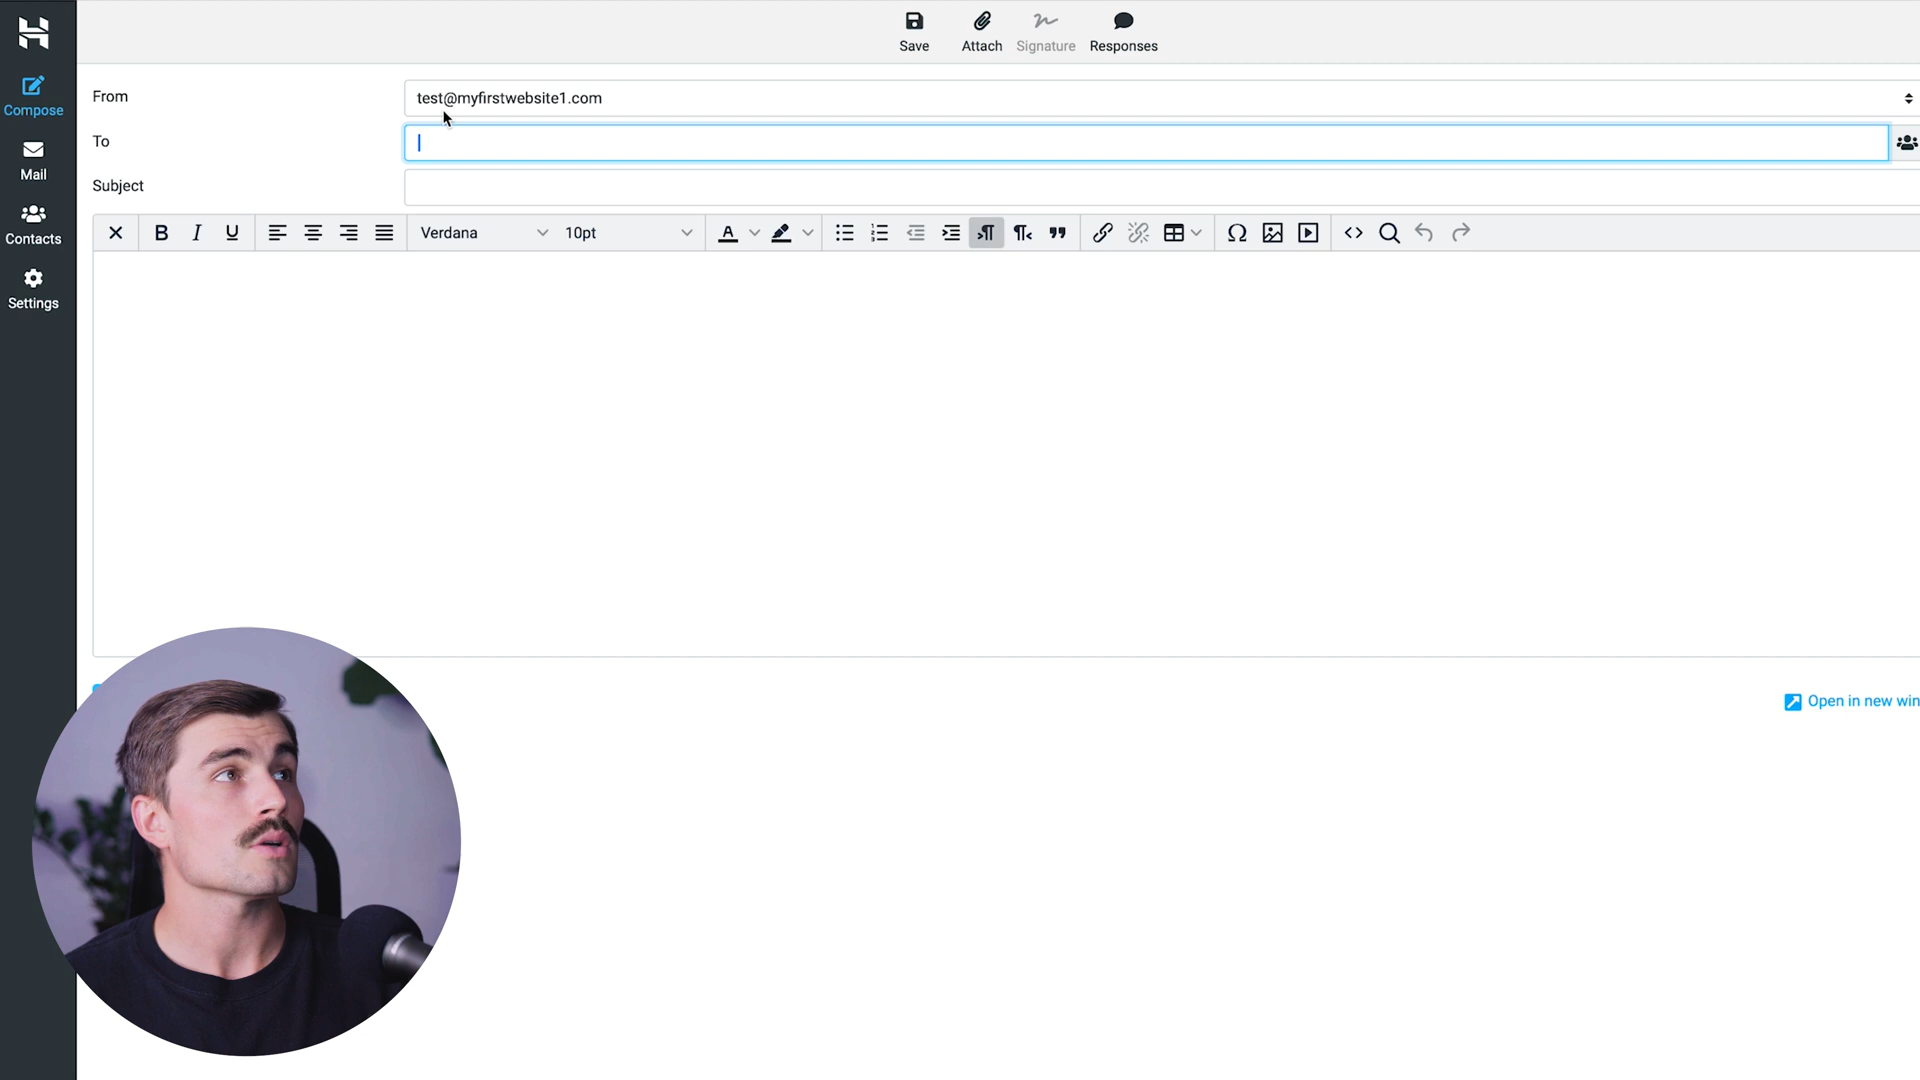 Save
Attach
Signature
Responses
Compose
Mail
Contacts
Settings
From
test@myfirstwebsite1.com
To
Subject
B I U
Verdana
10pt
A
Open in new win